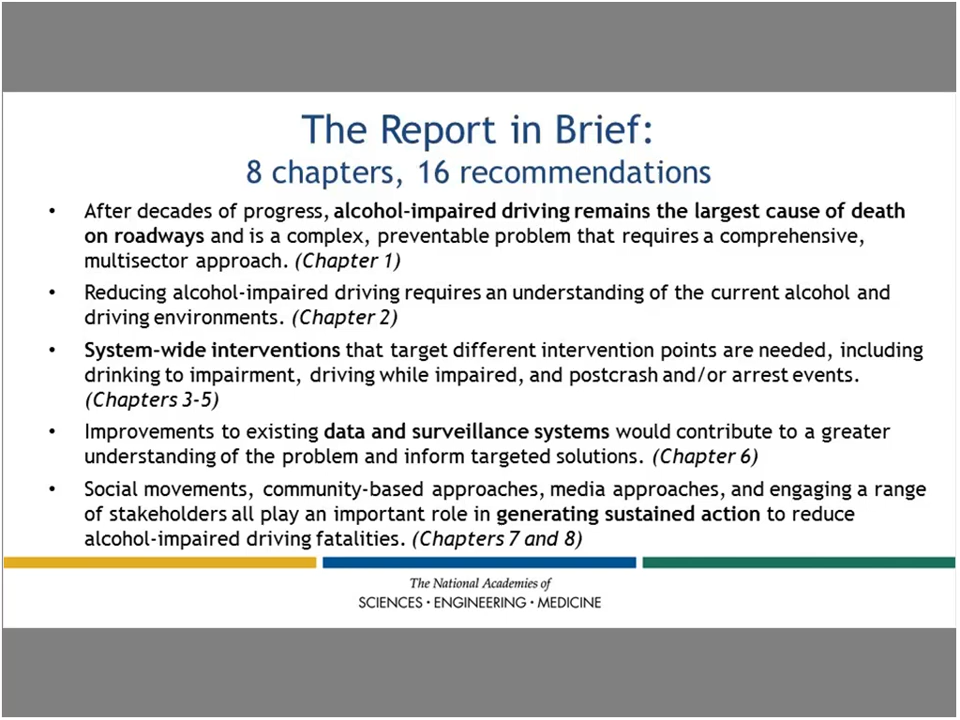 The Report in Brief:
8 chapters, 16 recommendations
• After decades of progress, alcohol-impaired driving remains the largest cause of death
on roadways and is a complex, preventable problem that requires a comprehensive,
multisector approach. (Chapter 1)
• Reducing alcohol-impaired driving requires an understanding of the current alcohol and
driving environments. (Chapter 2)
• System-wide interventions that target different intervention points are needed, including
drinking to impairment, driving while impaired, and postcrash and/or arrest events.
(Chapters 3-5)
• Improvements to existing data and surveillance systems would contribute to a greater
understanding of the problem and inform targeted solutions. (Chapter 6)
• Social movements, community-based approaches, media approaches, and engaging a range
of stakeholders all play an important role in generating sustained action to reduce
alcohol-impaired driving fatalities. (Chapters 7 and 8)
The National Academies of
SCIENCES · ENGINEERING · MEDICINE